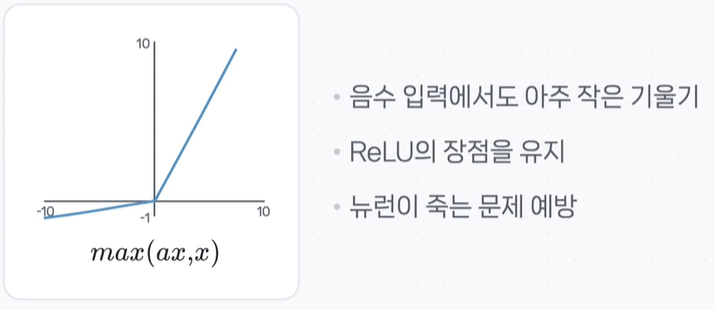 10
-10
-1
10
max(ax,x)
• 음수 입력에서도 아주 작은 기울기
• ReLU의 장점을 유지
• 뉴런이 죽는 문제 예방